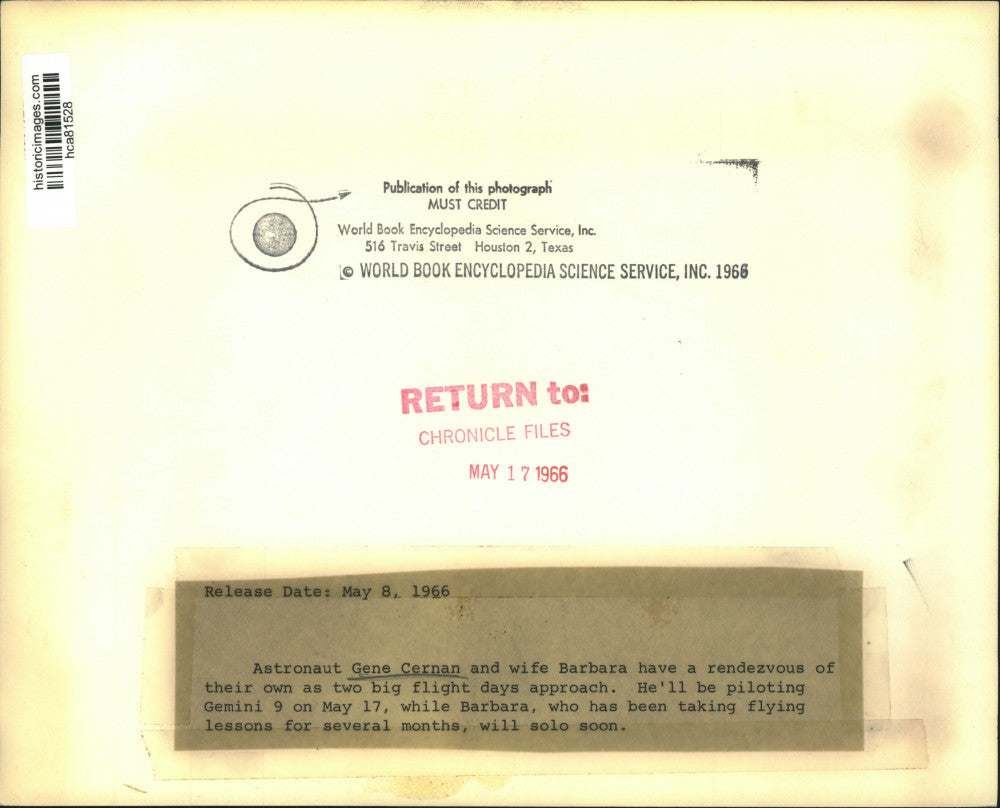 historicimages.com
hca81528
Publication of this photograph
MUST CREDIT
World Book Encyclopedia Science Service, Inc.
516 Travis Street Houston 2, Texas
© WORLD BOOK ENCYCLOPEDIA SCIENCE SERVICE, INC. 1966
RETURN to:
CHRONICLE FILES
MAY 17 1966
Release Date: May 8, 1966
Astronaut Gene Cernan and wife Barbara have a rendezvous of
their own as two big flight days approach. He'll be piloting
Gemini 9 on May 17, while Barbara, who has been taking flying
lessons for several months, will solo soon.